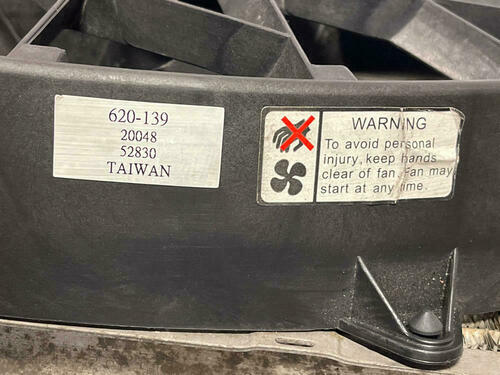 620-139
20048
52830
TAIWAN
WARNING
To avoid personal
injury, keep hands
clear of fan. Fan may
start at any time.